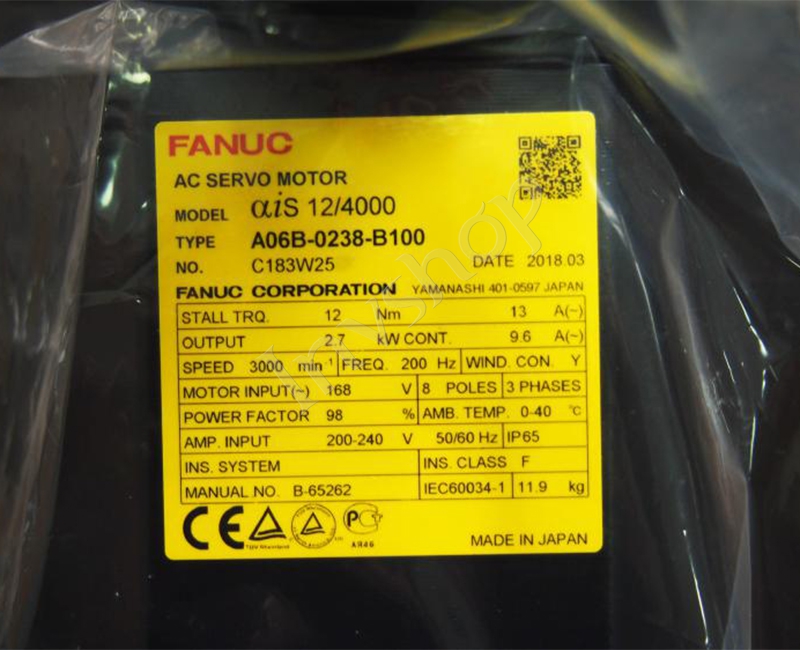 FANUC
AC SERVO MOTOR
MODEL αiS 12/4000
TYPE A06B-0238-B100
NO. C183W25 DATE 2018.03
FANUC CORPORATION YAMANASHI 401-0597 JAPAN
STALL TRQ. 12 Nm 13 A(~)
OUTPUT 2.7 kW CONT. 9.6 A(~)
SPEED 3000 min⁻¹ FREQ. 200 Hz WIND. CON. Y
MOTOR INPUT(~) 168 V 8 POLES 3 PHASES
POWER FACTOR 98 % AMB. TEMP. 0-40 ℃
AMP. INPUT 200-240 V 50/60 Hz IP65
INS. SYSTEM INS. CLASS F
MANUAL NO. B-65262 IEC60034-1 11.9 kg
CE
TÜV Rheinland
АЯ46
MADE IN JAPAN